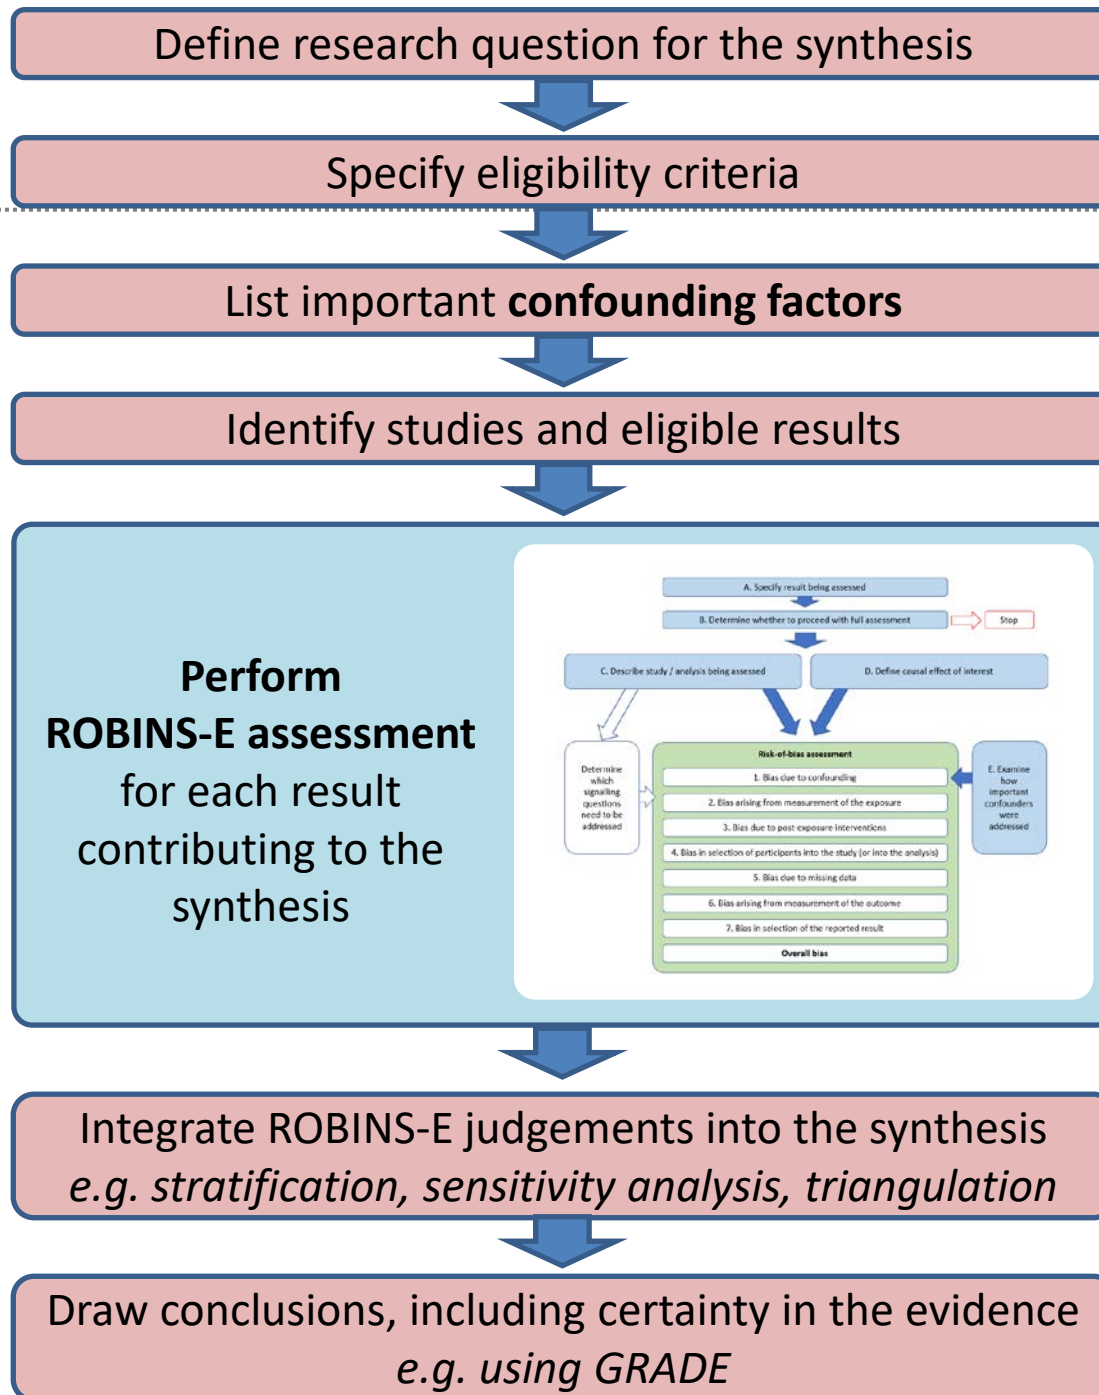 Define research question for the synthesis
Specify eligibility criteria
List important confounding factors
Identify studies and eligible results
Perform
ROBINS-E assessment
for each result
contributing to the
synthesis
A. Specify result being assessed
B. Determine whether to proceed with full assessment
Stop
C. Describe study / analysis being assessed
D. Define causal effect of interest
Determine
which
signalling
questions
need to be
addressed
Risk-of-bias assessment
1. Bias due to confounding
2. Bias arising from measurement of the exposure
3. Bias due to post-exposure interventions
4. Bias in selection of participants into the study (or into the analysis)
5. Bias due to missing data
6. Bias arising from measurement of the outcome
7. Bias in selection of the reported result
Overall bias
E. Examine
how
important
confounders
were
addressed
Integrate ROBINS-E judgements into the synthesis
e.g. stratification, sensitivity analysis, triangulation
Draw conclusions, including certainty in the evidence
e.g. using GRADE